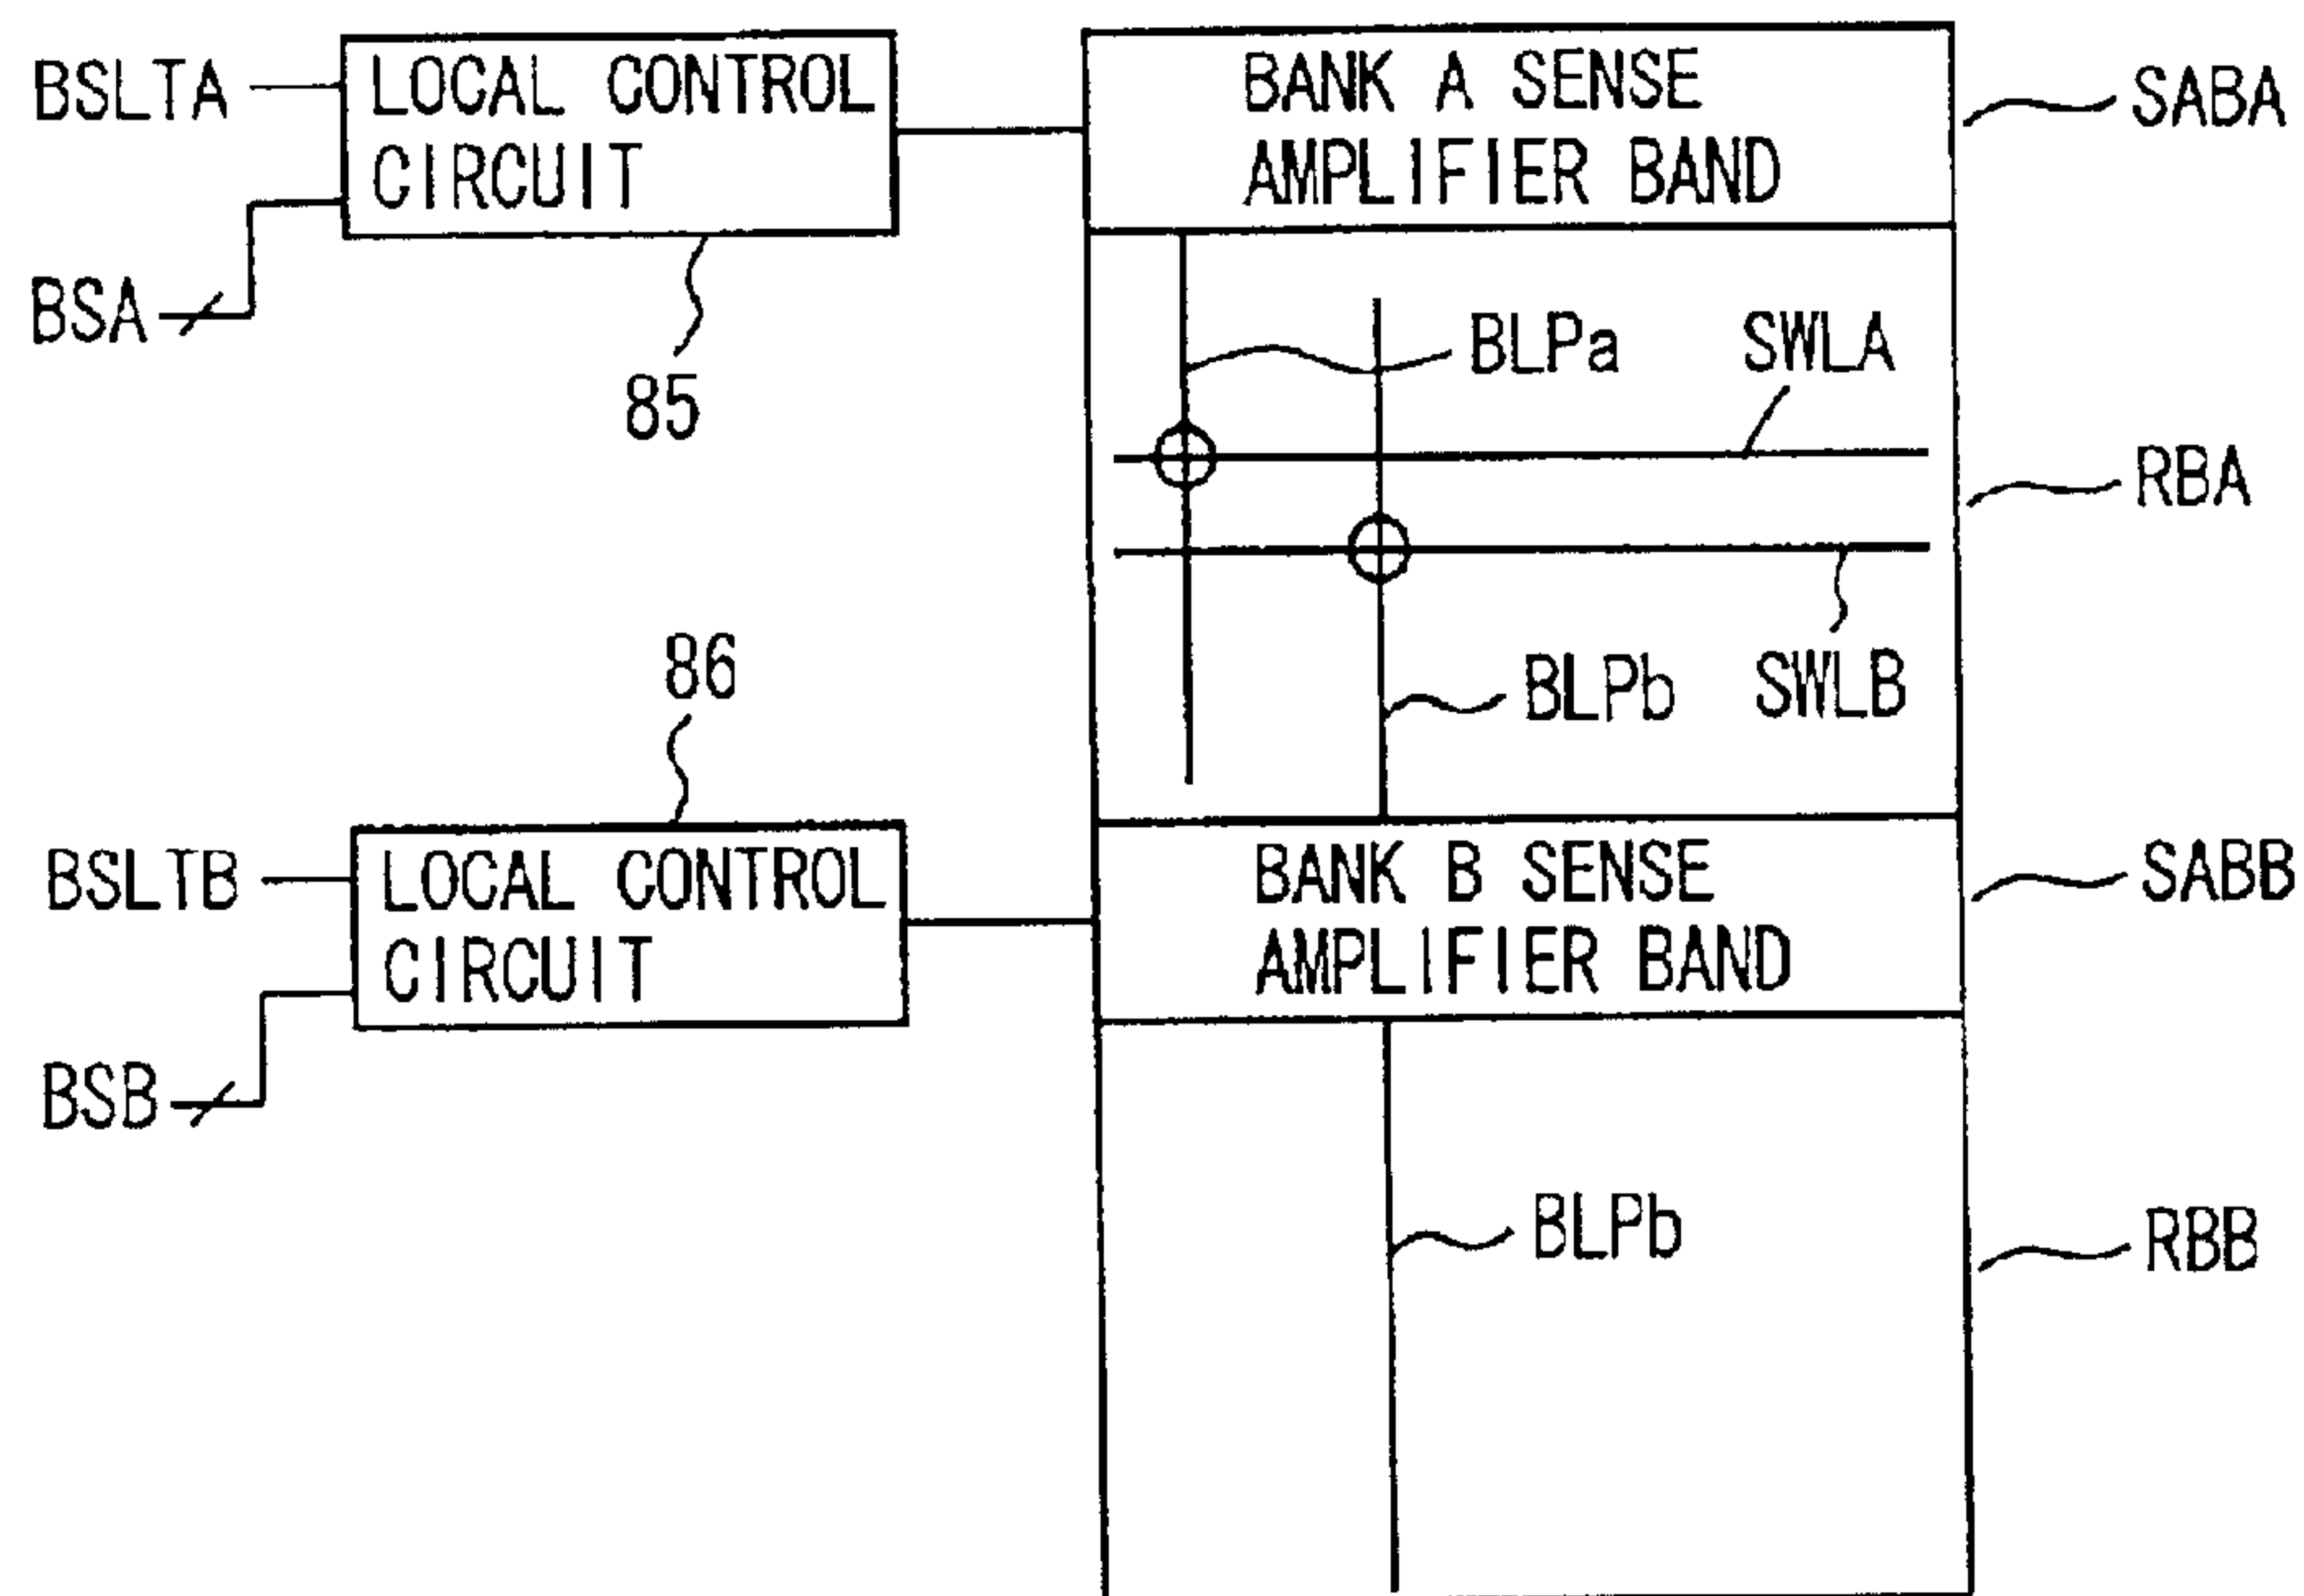 BSLTA
LOCAL CONTROL
CIRCUIT
BSA
85
BANK A SENSE
AMPLIFIER BAND
SABA
BLPa
SWLA
RBA
BLPb
SWLB
86
BSLTB
LOCAL CONTROL
CIRCUIT
BSB
BANK B SENSE
AMPLIFIER BAND
SABB
BLPb
RBB